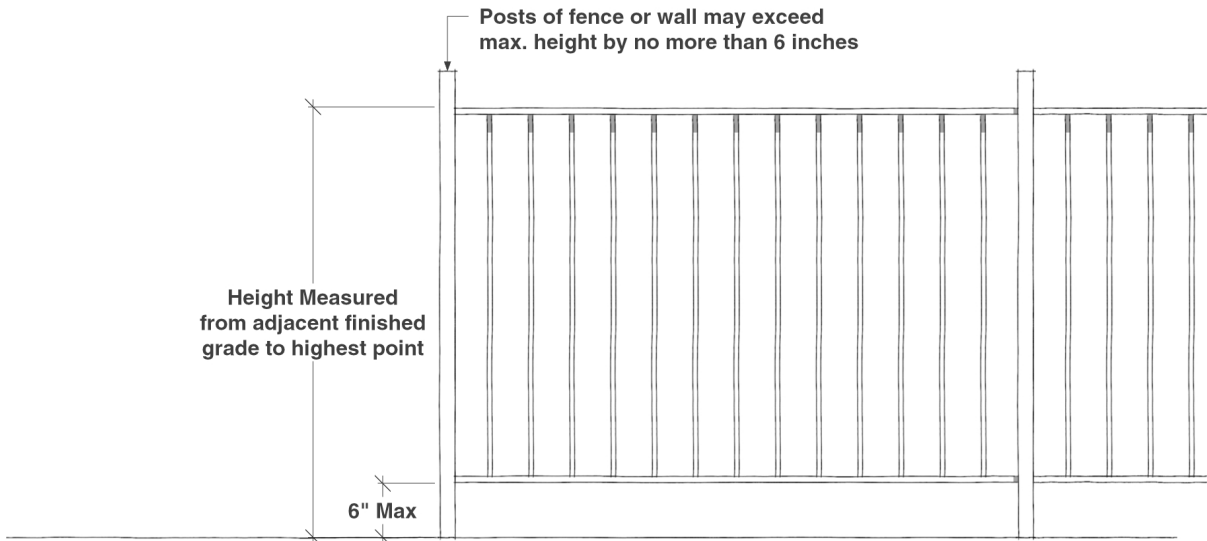 Posts of fence or wall may exceed
max. height by no more than 6 inches
Height Measured
from adjacent finished
grade to highest point
6" Max